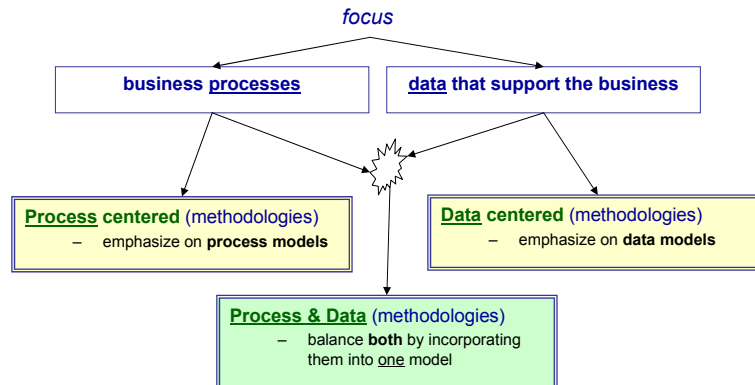 focus
business processes
data that support the business
Process centered (methodologies)
– emphasize on process models
Data centered (methodologies)
– emphasize on data models
Process & Data (methodologies)
– balance both by incorporating
them into one model